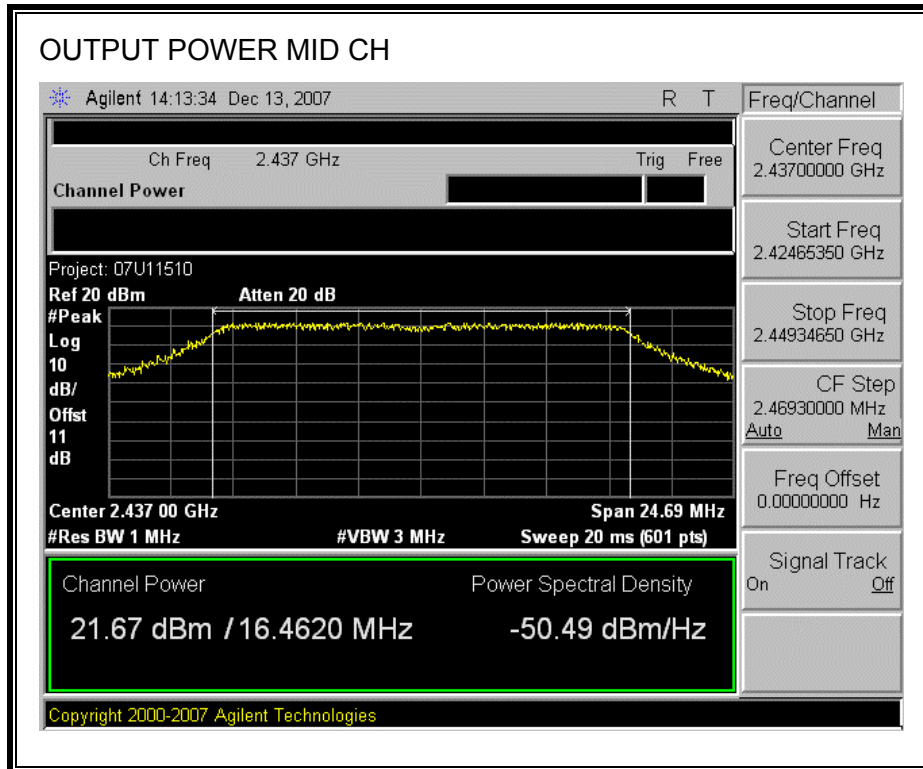 OUTPUT POWER MID CH
Agilent 14:13:34 Dec 13, 2007 R T
Freq/Channel
Ch Freq 2.437 GHz Trig Free
Channel Power
Center Freq
2.43700000 GHz
Start Freq
2.42465350 GHz
Project: 07U11510
Ref 20 dBm Atten 20 dB
#Peak
Log
10
dB/
Offst
11
dB
Stop Freq
2.44934650 GHz
CF Step
2.46930000 MHz
Auto Man
Center 2.437 00 GHz Span 24.69 MHz
#Res BW 1 MHz #VBW 3 MHz Sweep 20 ms (601 pts)
Freq Offset
0.00000000 Hz
Signal Track
On Off
Channel Power Power Spectral Density
21.67 dBm / 16.4620 MHz -50.49 dBm/Hz
Copyright 2000-2007 Agilent Technologies